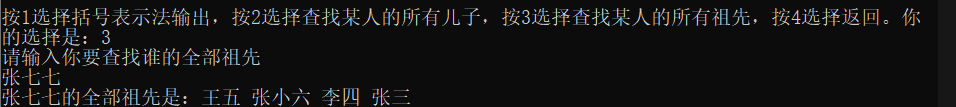 按1选择括号表示法输出，按2选择查找某人的所有儿子，按3选择查找某人的所有祖先，按4选择返回。你
的选择是：3
请输入你要查找谁的全部祖先
张七七
张七七的全部祖先是：王五 张小六 李四 张三